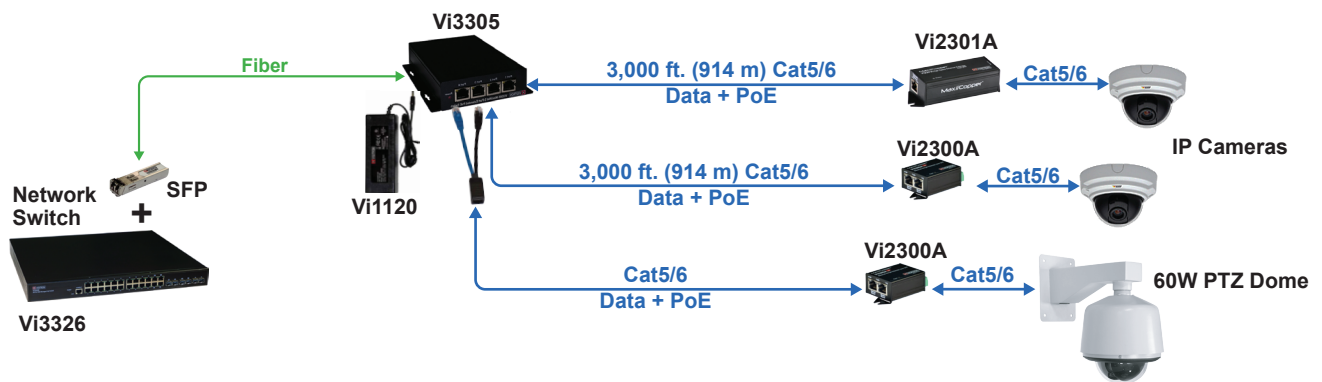 Vi3305
Fiber
3,000 ft. (914 m) Cat5/6
Data + PoE
Vi2301A
MaxiiCopper
Cat5/6
IP Cameras
Vi1120
3,000 ft. (914 m) Cat5/6
Data + PoE
Vi2300A
Cat5/6
SFP
Network
Switch
+
Vi3326
Cat5/6
Data + PoE
Vi2300A
Cat5/6
60W PTZ Dome